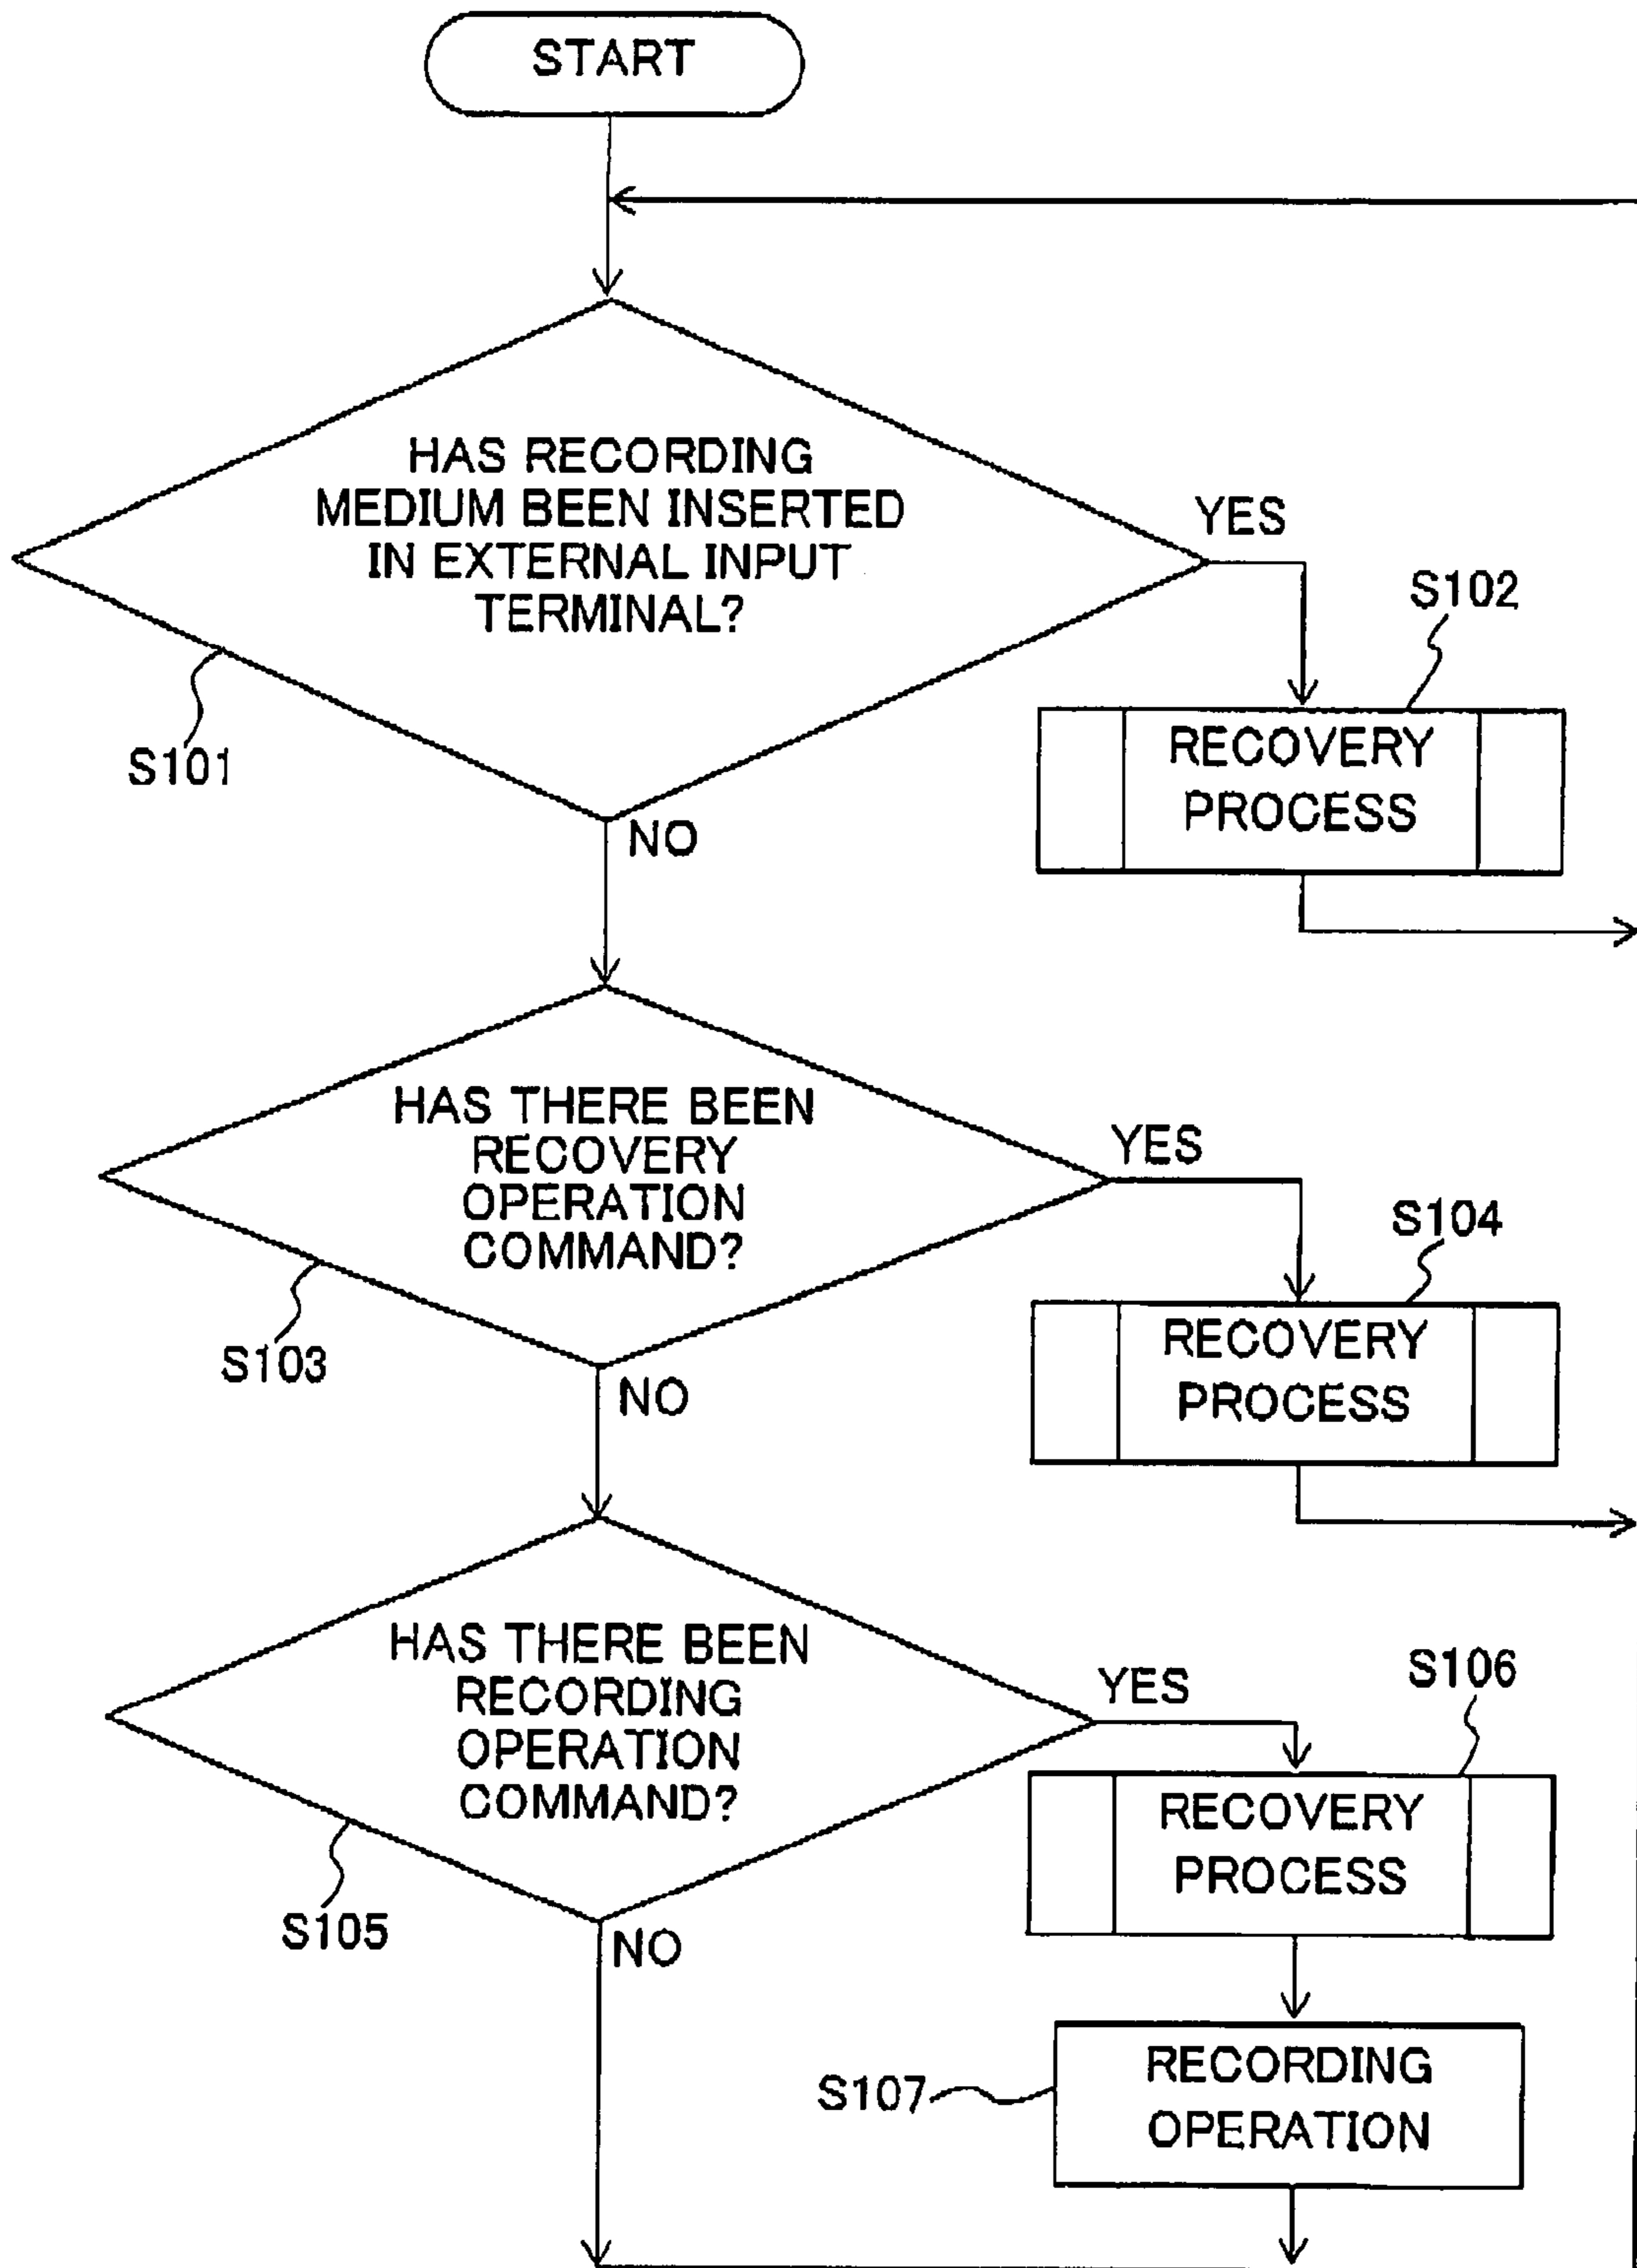 START
HAS RECORDING
MEDIUM BEEN INSERTED
IN EXTERNAL INPUT
TERMINAL?
YES
S101
NO
S102
RECOVERY
PROCESS
HAS THERE BEEN
RECOVERY
OPERATION
COMMAND?
YES
S103
NO
S104
RECOVERY
PROCESS
HAS THERE BEEN
RECORDING
OPERATION
COMMAND?
YES
S105
NO
S106
RECOVERY
PROCESS
S107
RECORDING
OPERATION